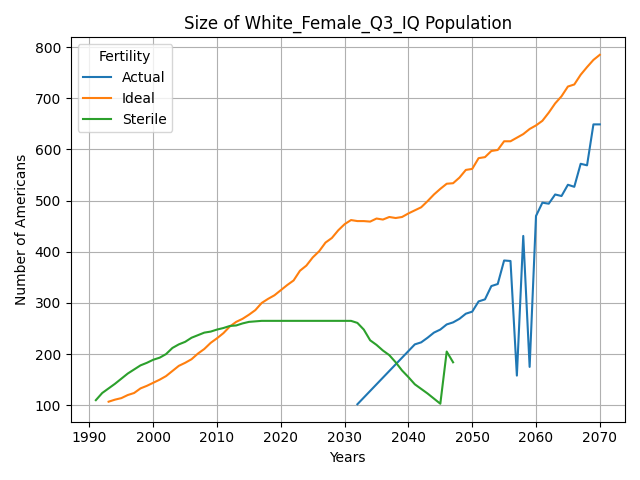 Size of White_Female_Q3_IQ Population
Fertility
Actual
Ideal
Sterile
Number of Americans
800
700
600
500
400
300
200
100
1990 2000 2010 2020 2030 2040 2050 2060 2070
Years